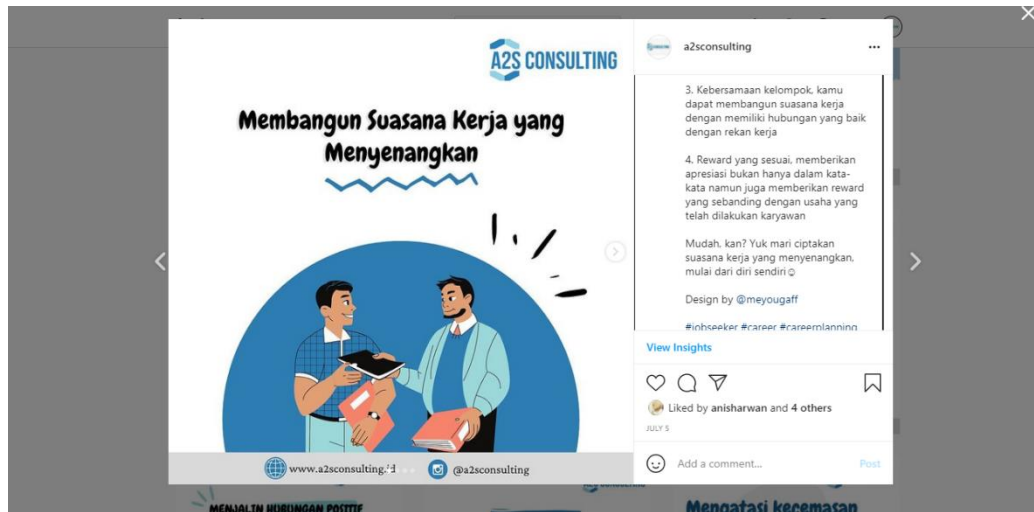 A2S CONSULTING
Membangun Suasana Kerja yang
Menyenangkan
www.a2sconsulting.id
@a2sconsulting
a2sconsulting
3. Kebersamaan kelompok, kamu
dapat membangun suasana kerja
dengan memiliki hubungan yang baik
dengan rekan kerja
4. Reward yang sesuai, memberikan
apresiasi bukan hanya dalam kata-
kata namun juga memberikan reward
yang sebanding dengan usaha yang
telah dilakukan karyawan
Mudah, kan? Yuk mari ciptakan
suasana kerja yang menyenangkan,
mulai dari diri sendiri☺
Design by @meyougaff
#jobseeker #career #careerplanning
View Insights
Liked by anisharwan and 4 others
JULY 5
Add a comment...
Post
MENJALIN HUBUNGAN POSITIF
Mengatasi kecemasan